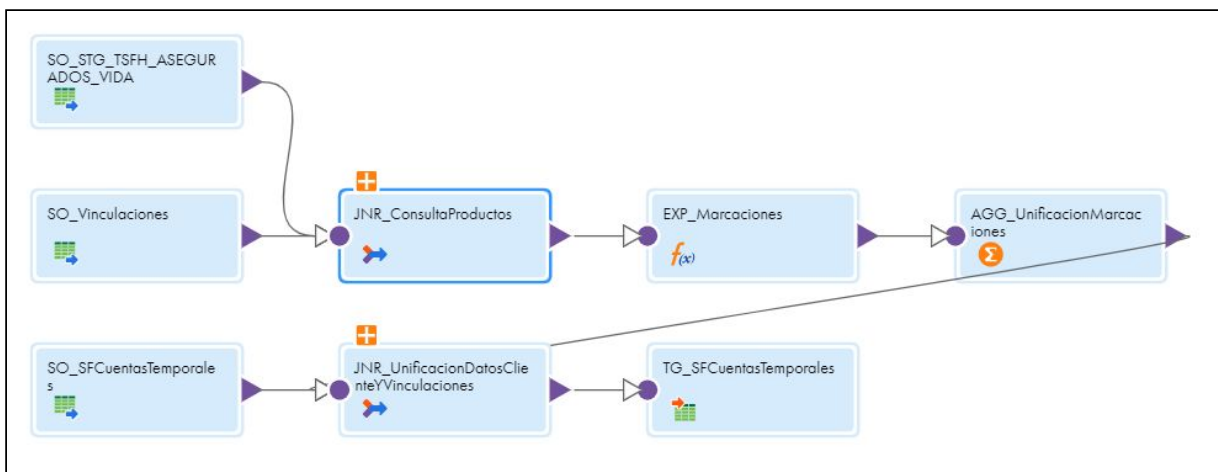 SO_STG_TSFH_ASEGUR
ADOS_VIDA
SO_Vinculaciones
JNR_ConsultaProductos
EXP_Marcaciones
f(x)
AGG_UnificacionMarcac
iones
Σ
SO_SFCuentasTemporale
s
JNR_UnificacionDatosClie
nteYVinculaciones
TG_SFCuentasTemporales